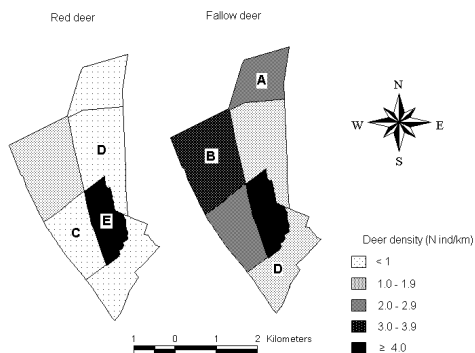 Red deer
Fallow deer
A
D
B
E
C
D
N
W E
S
Deer density (N ind/km)
< 1
1.0 - 1.9
2.0 - 2.9
3.0 - 3.9
≥ 4.0
1 0 1 2 Kilometers